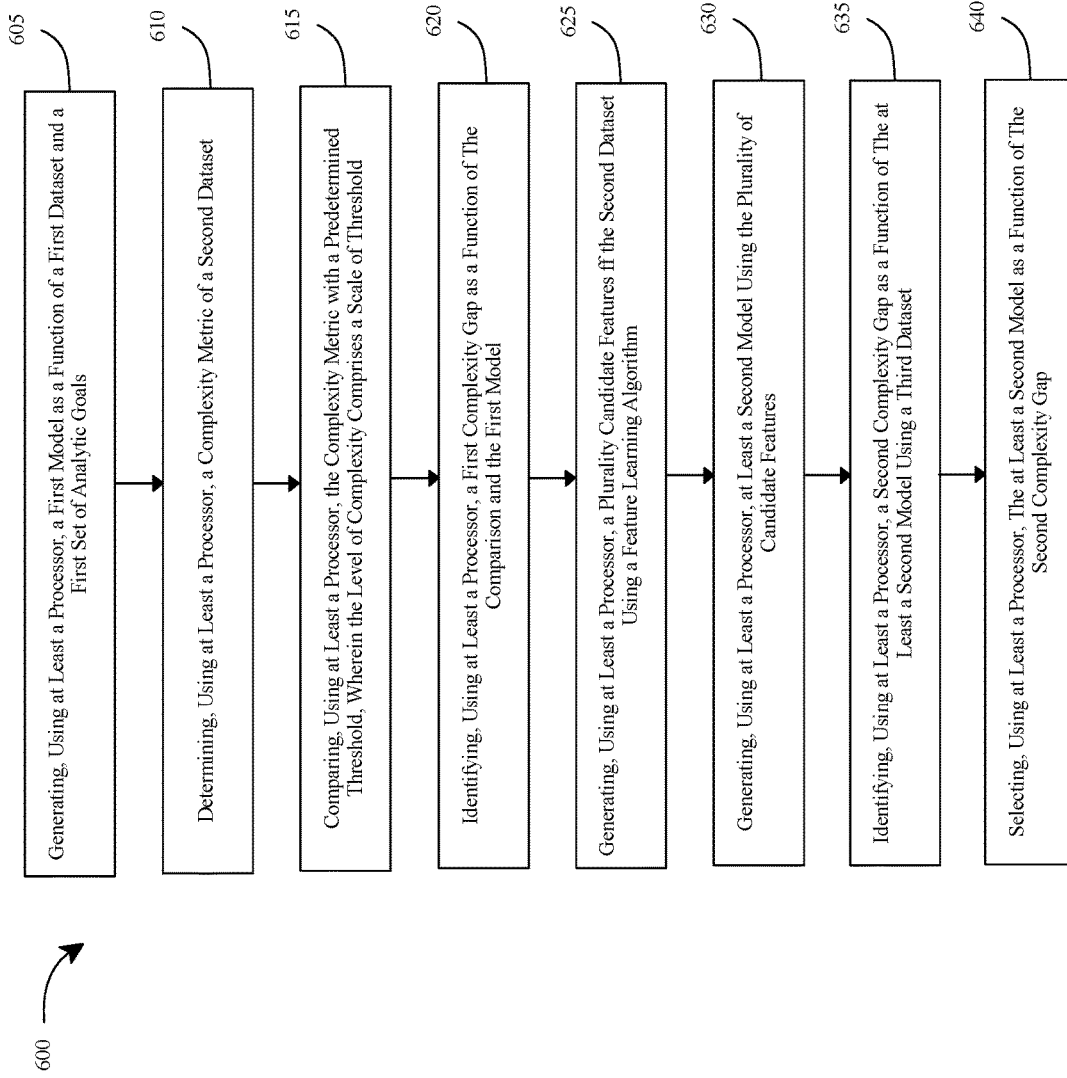 600
605
Generating, Using at Least a Processor, a First Model as a Function of a First Dataset and a
First Set of Analytic Goals
610
Determining, Using at Least a Processor, a Complexity Metric of a Second Dataset
615
Comparing, Using at Least a Processor, the Complexity Metric with a Predetermined
Threshold, Wherein the Level of Complexity Comprises a Scale of Threshold
620
Identifying, Using at Least a Processor, a First Complexity Gap as a Function of The
Comparison and the First Model
625
Generating, Using at Least a Processor, a Plurality Candidate Features ff the Second Dataset
Using a Feature Learning Algorithm
630
Generating, Using at Least a Processor, at Least a Second Model Using the Plurality of
Candidate Features
635
Identifying, Using at Least a Processor, a Second Complexity Gap as a Function of The at
Least a Second Model Using a Third Dataset
640
Selecting, Using at Least a Processor, The at Least a Second Model as a Function of The
Second Complexity Gap